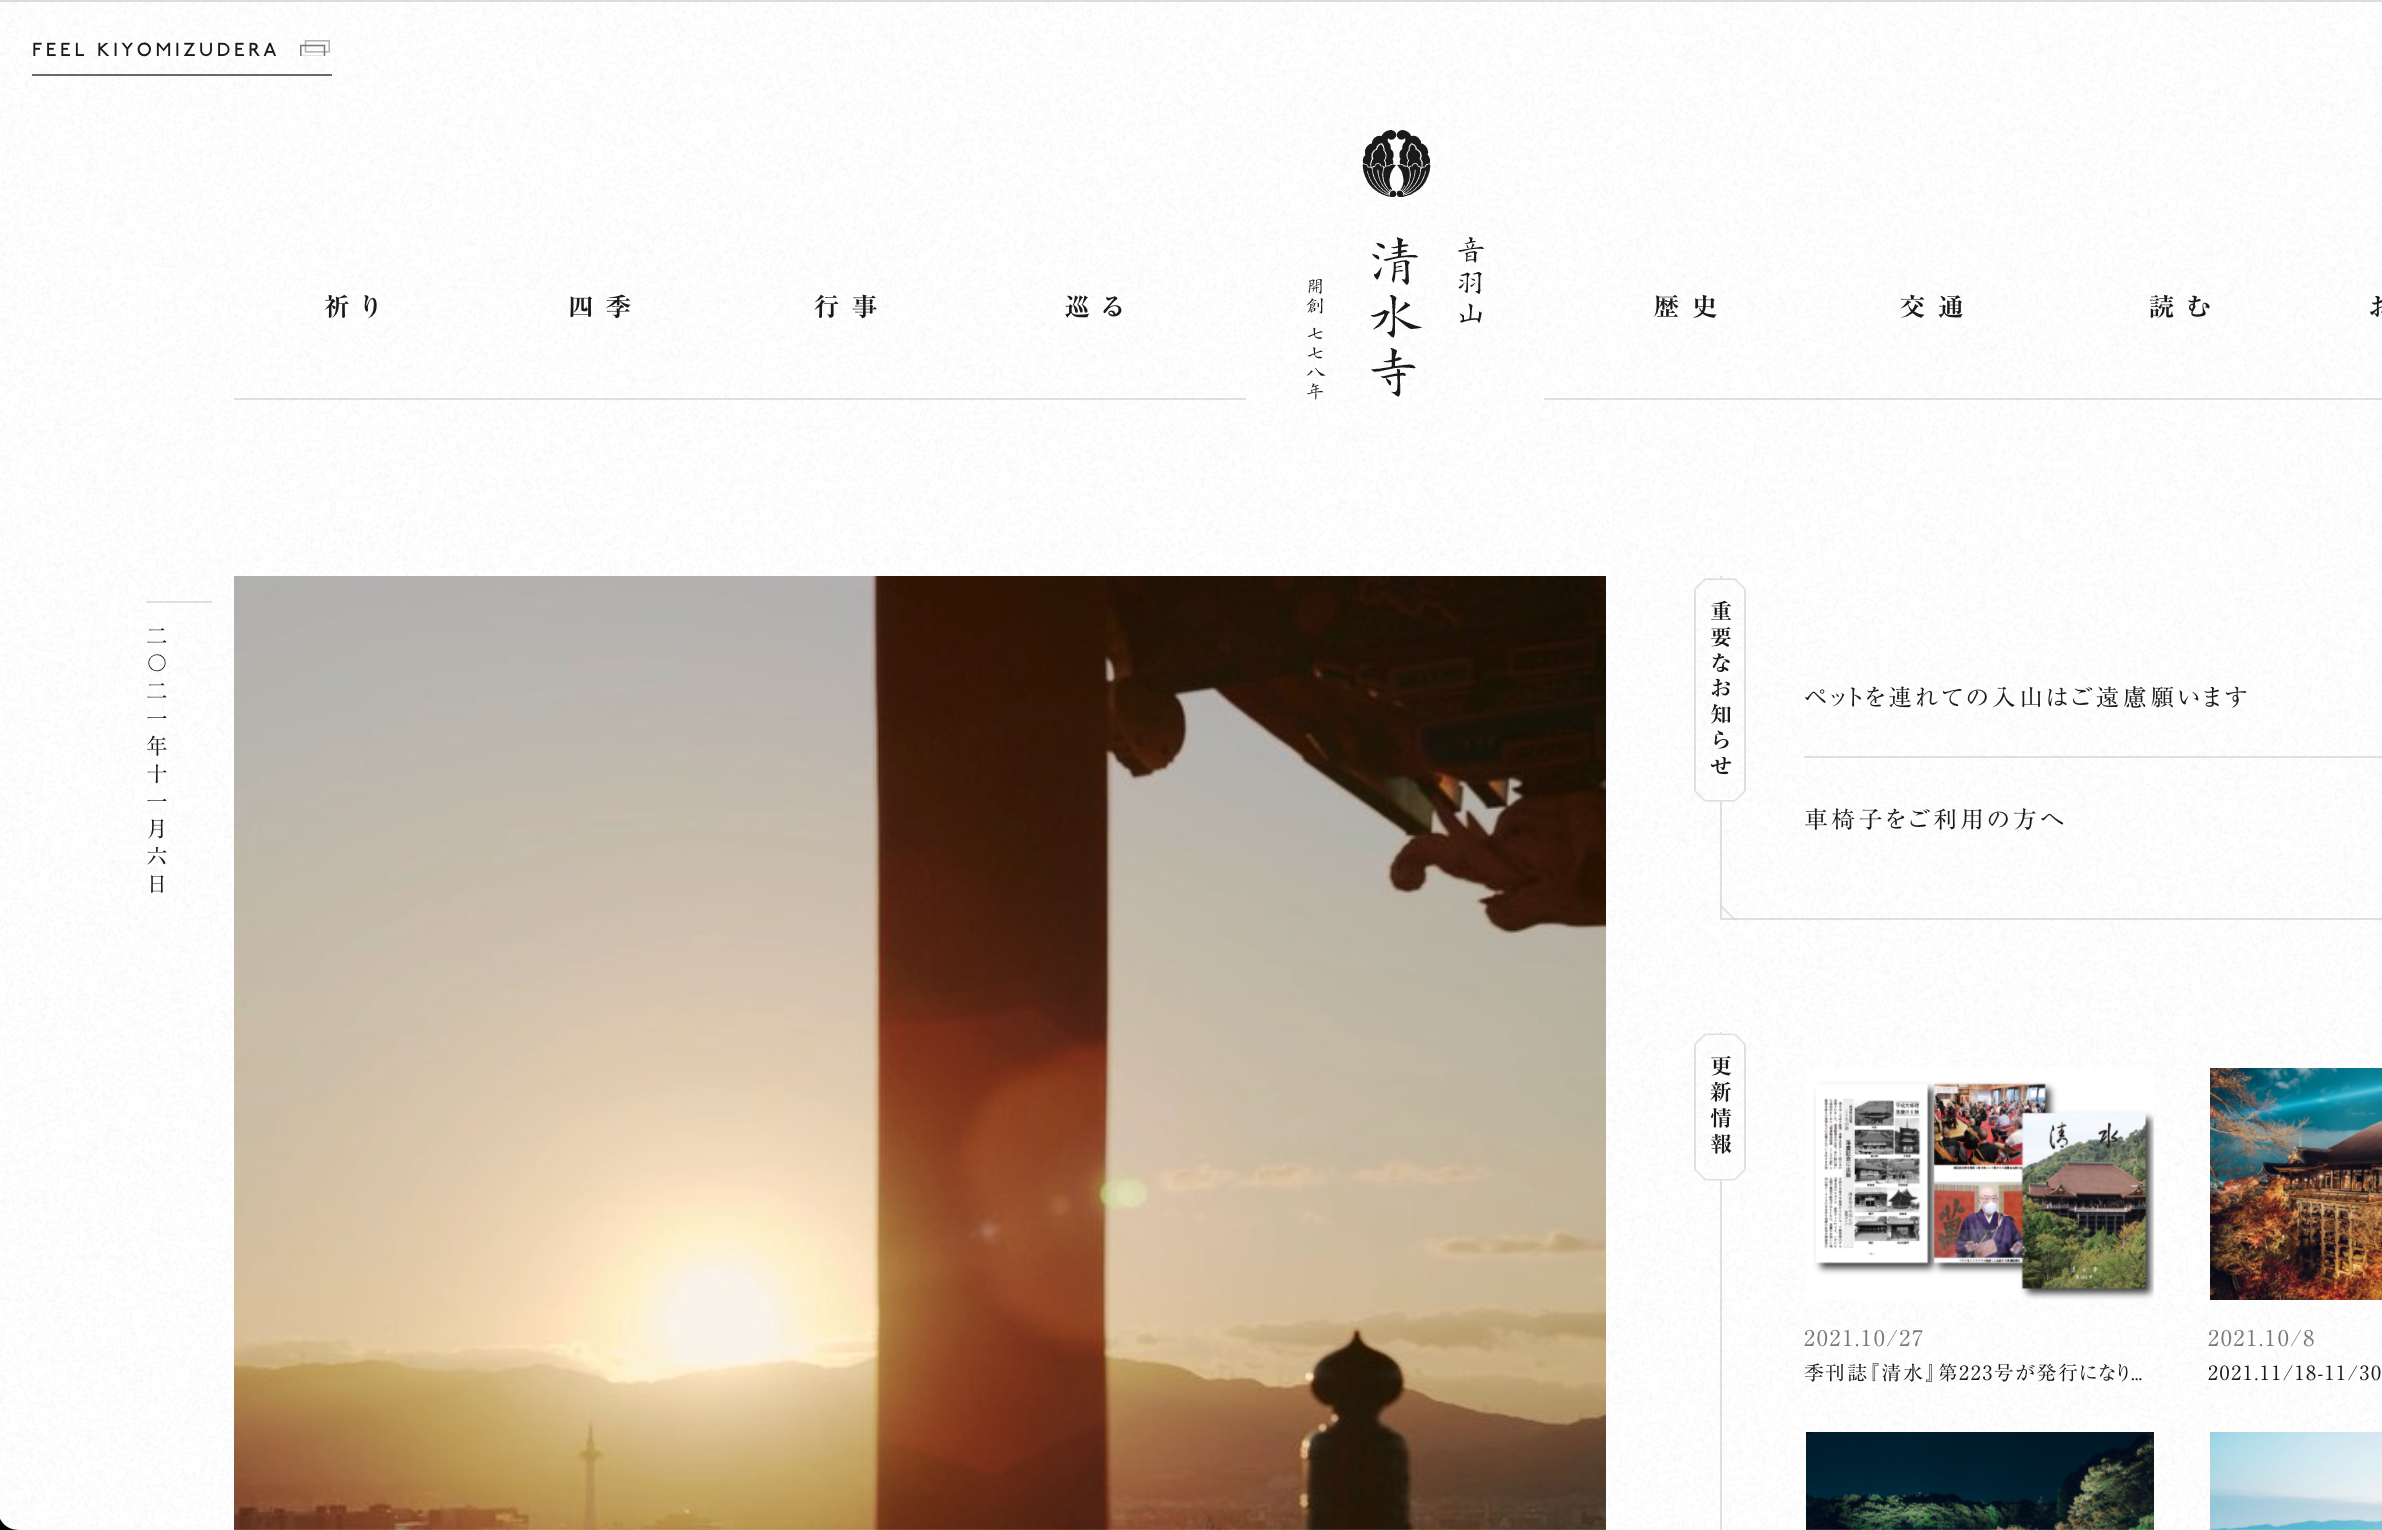 FEEL KIYOMIZUDERA
音羽山
清水寺
開創 七七八年
祈り
四季
行事
巡る
歴史
交通
読む
二〇二一年十一月六日
重要なお知らせ
ペットを連れての入山はご遠慮願います
車椅子をご利用の方へ
更新情報
清水
2021.10/27
季刊誌『清水』第223号が発行になり...
2021.10/8
2021.11/18-11/30